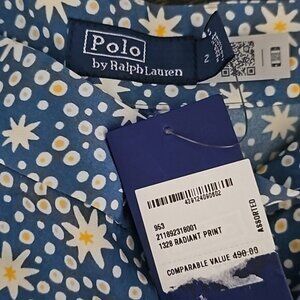 Polo
by Ralph Lauren
2
953
211892318001
1328 RADIANT PRINT
ASSORTED
COMPARABLE VALUE 498.00